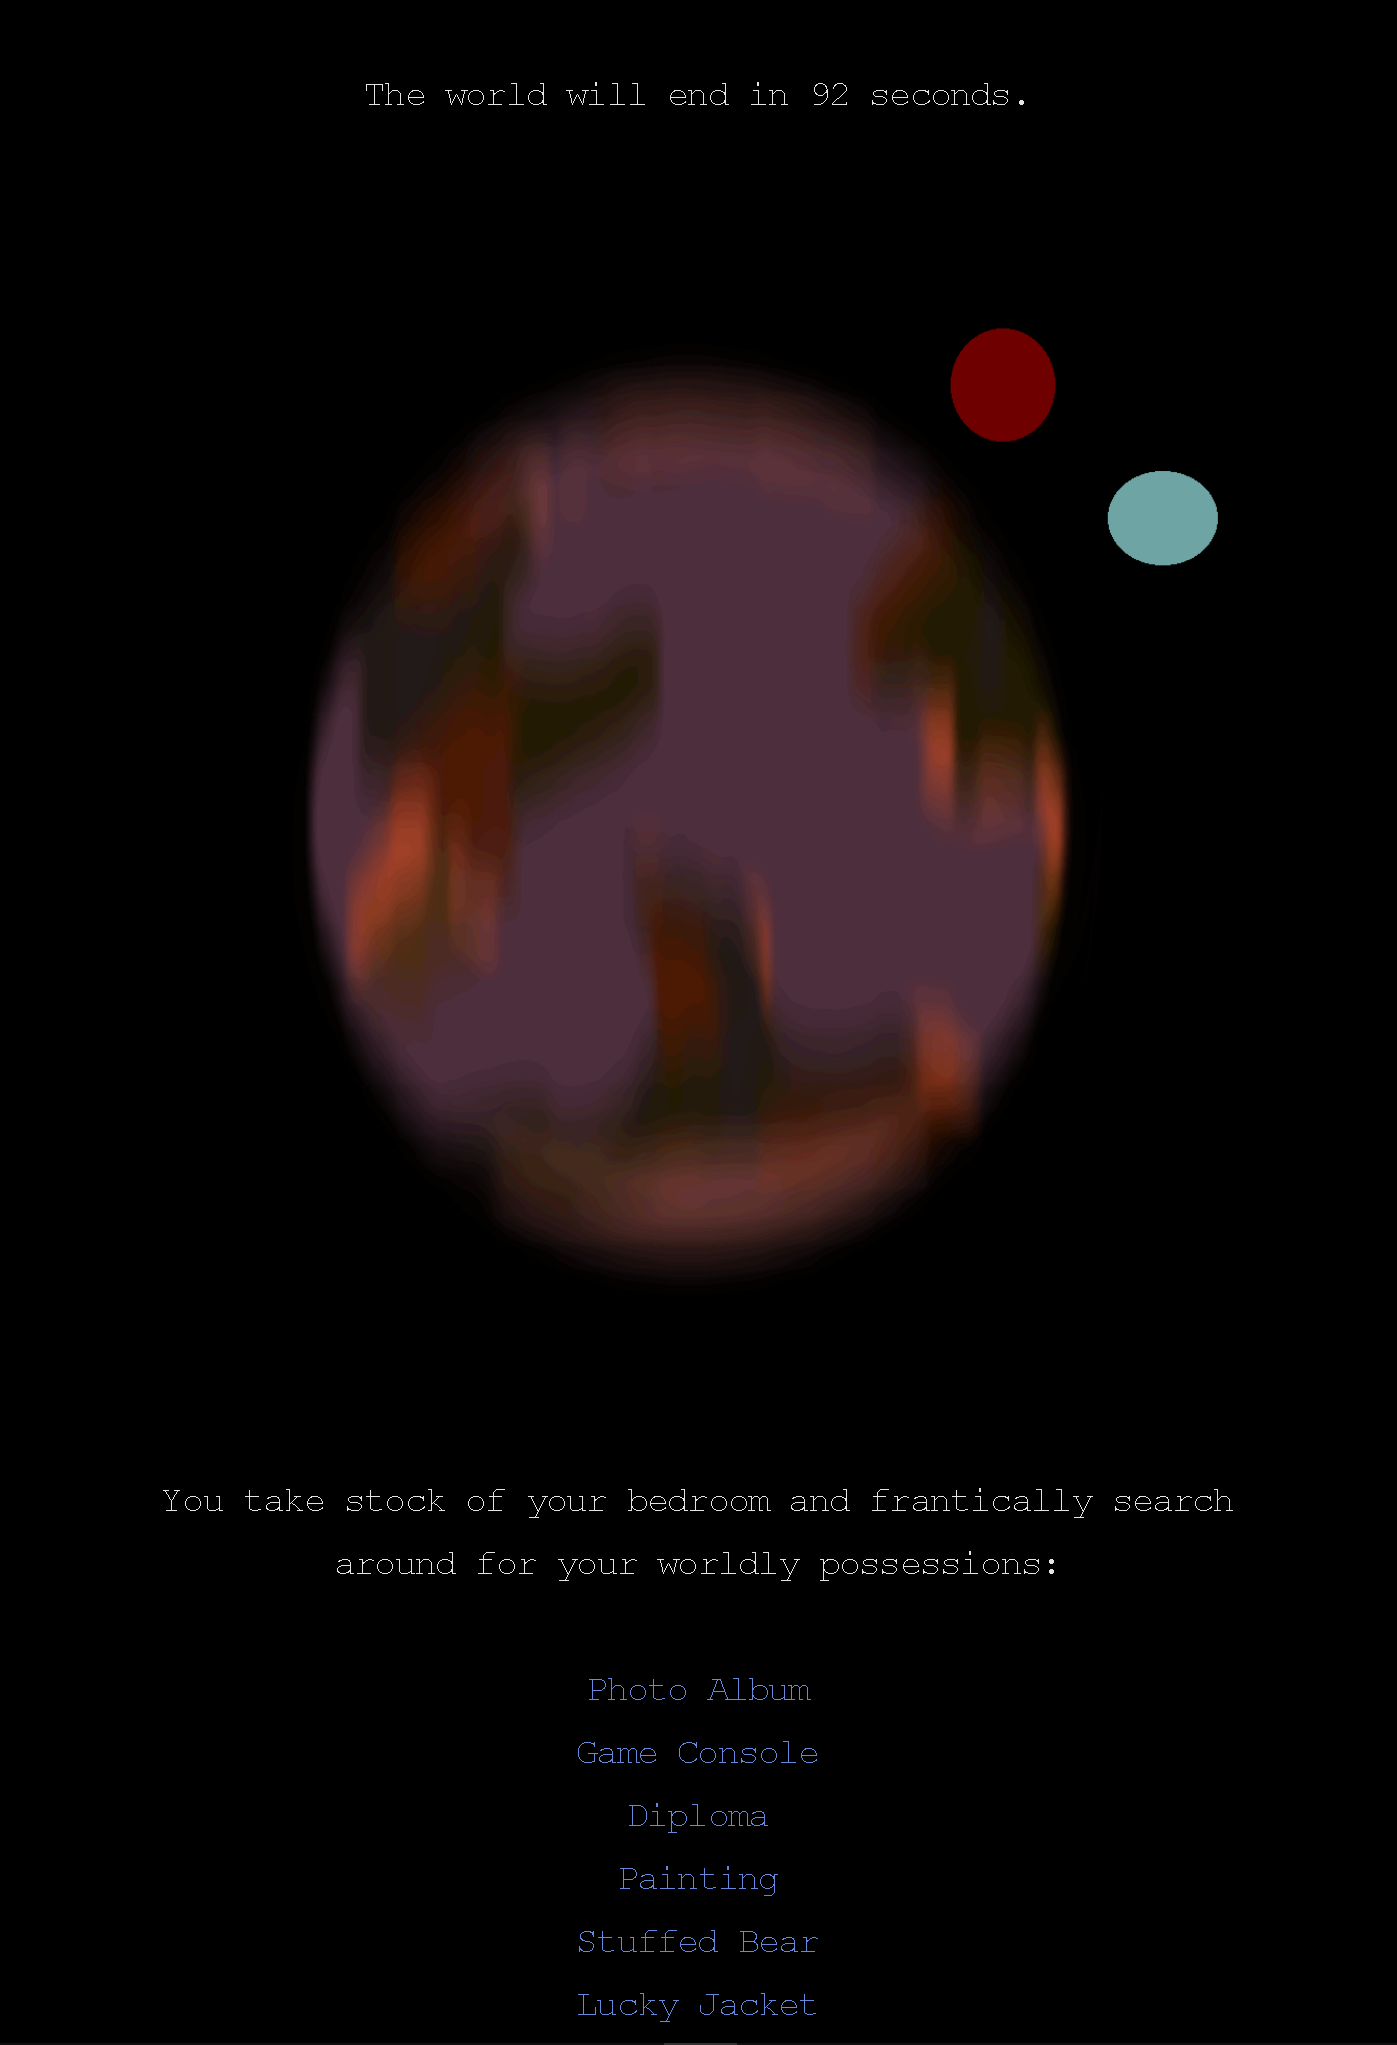 The world will end in 92 seconds.
You take stock of your bedroom and frantically search
around for your worldly possessions:
Photo Album
Game Console
Diploma
Painting
Stuffed Bear
Lucky Jacket